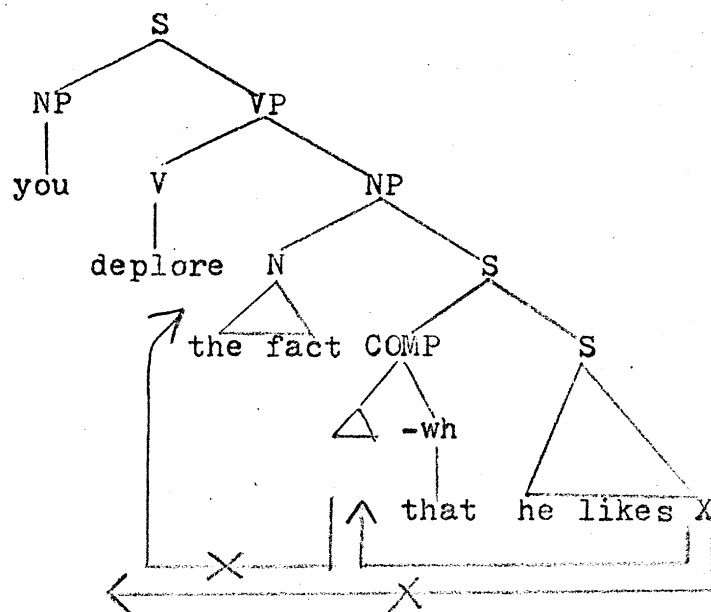 S
NP VP
you V NP
deplore N S
the fact COMP S
-wh
that he likes X
X
X